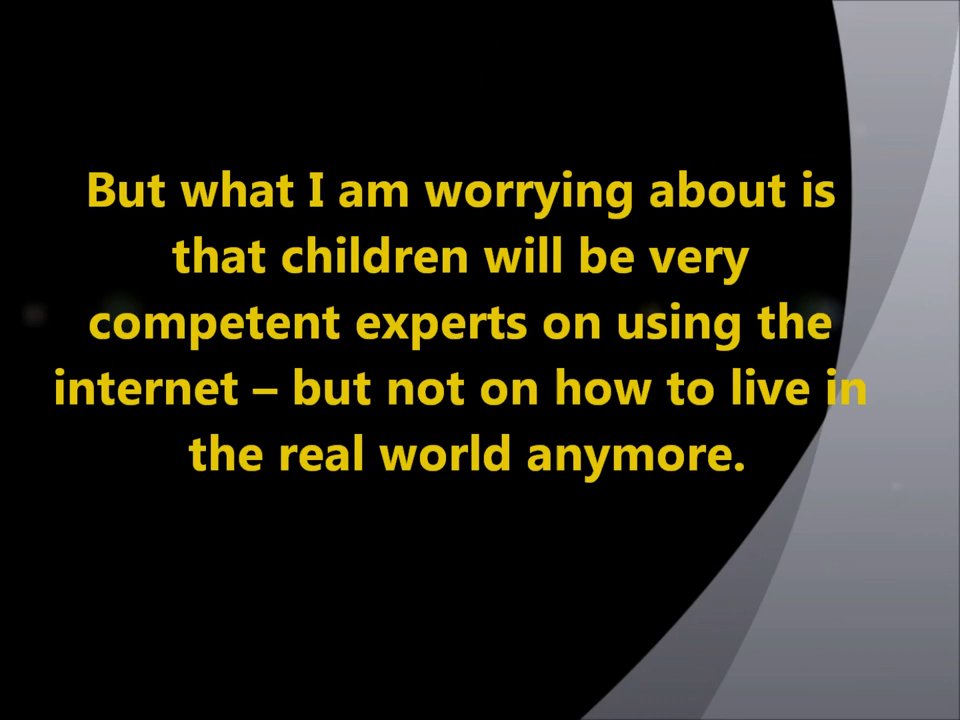 But what I am worrying about is
that children will be very
competent experts on using the
internet – but not on how to live in
the real world anymore.